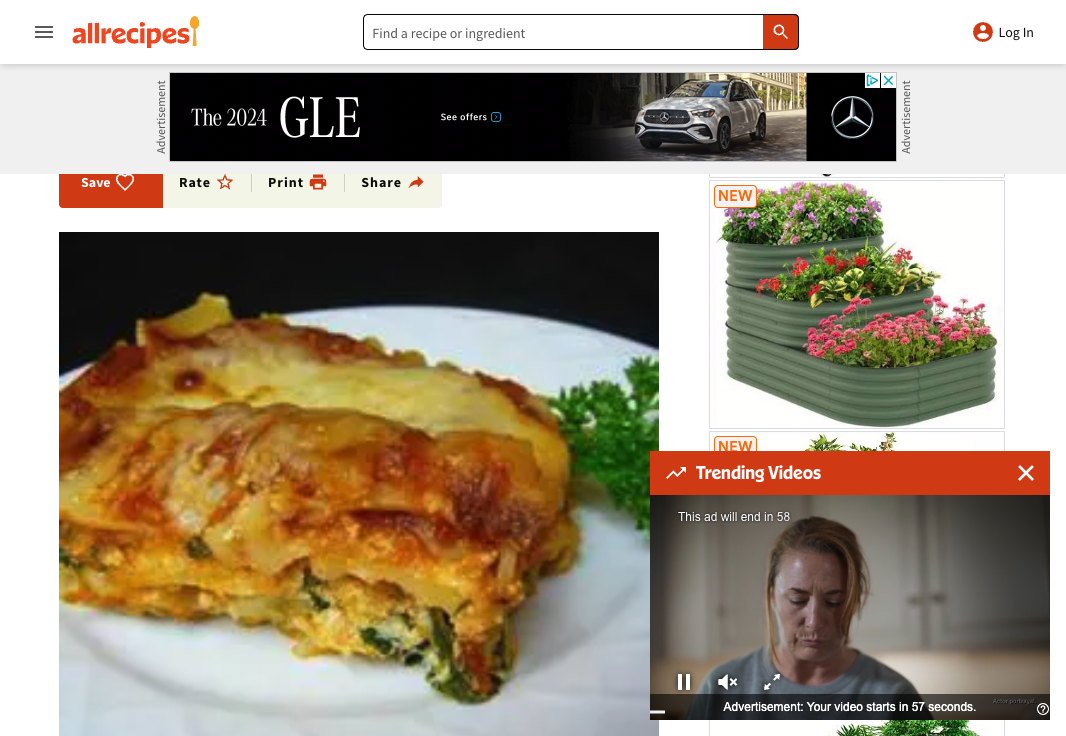 allrecipes
Find a recipe or ingredient
Log In
Advertisement
The 2024 GLE
See offers
Advertisement
Save
Rate
Print
Share
NEW
NEW
Trending Videos
This ad will end in 58
Advertisement: Your video starts in 57 seconds.